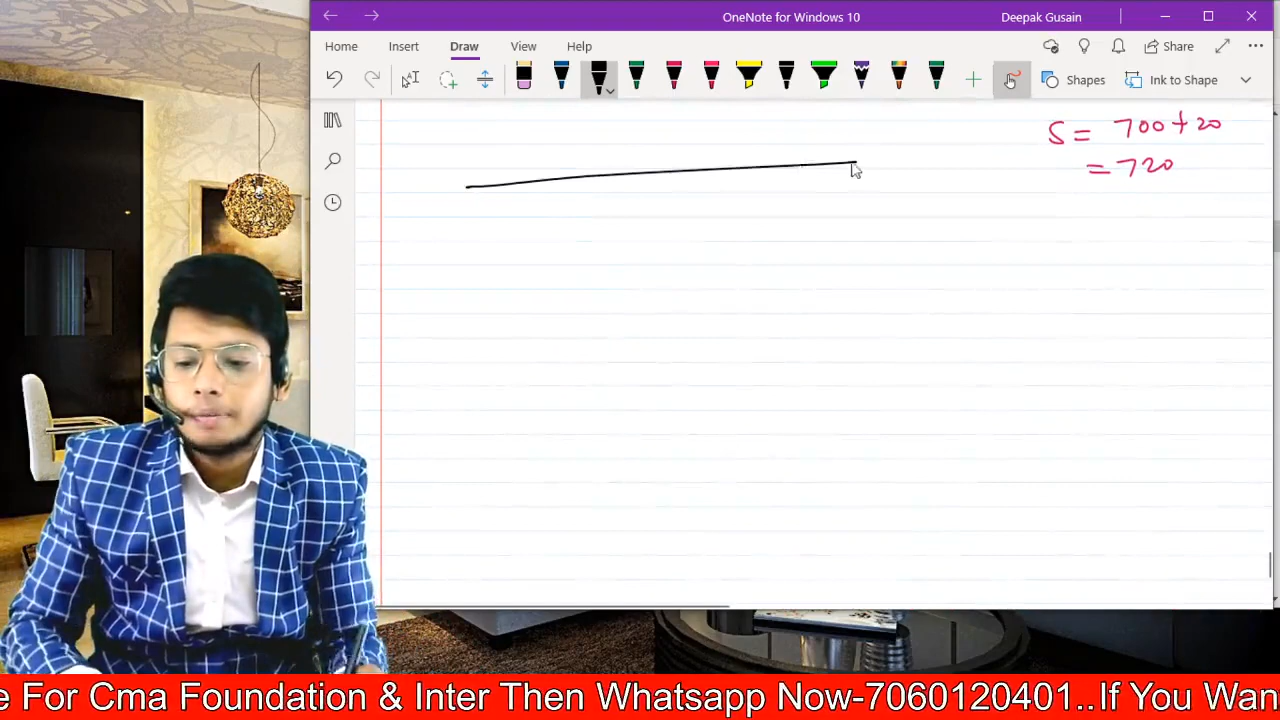 OneNote for Windows 10
Deepak Gusain
Home
Insert
Draw
View
Help
Share
Shapes
Ink to Shape
S = 700 + 20
= 720
e For Cma Foundation & Inter Then Whatsapp Now-7060120401..If You Wan